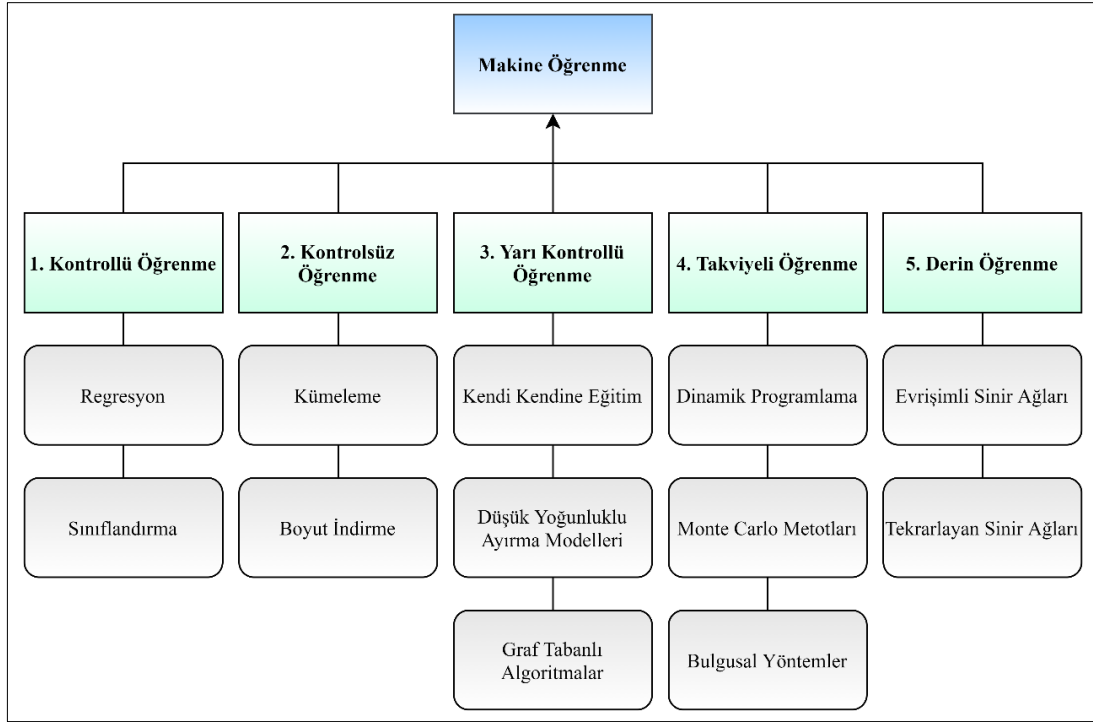 Makine Öğrenme
1. Kontrollü Öğrenme
2. Kontrolsüz
Öğrenme
3. Yarı Kontrollü
Öğrenme
4. Takviyeli Öğrenme
5. Derin Öğrenme
Regresyon
Kümeleme
Kendi Kendine Eğitim
Dinamik Programlama
Evrişimli Sinir Ağları
Sınıflandırma
Boyut İndirme
Düşük Yoğunluklu
Ayırma Modelleri
Monte Carlo Metotları
Tekrarlayan Sinir Ağları
Graf Tabanlı
Algoritmalar
Bulgusal Yöntemler